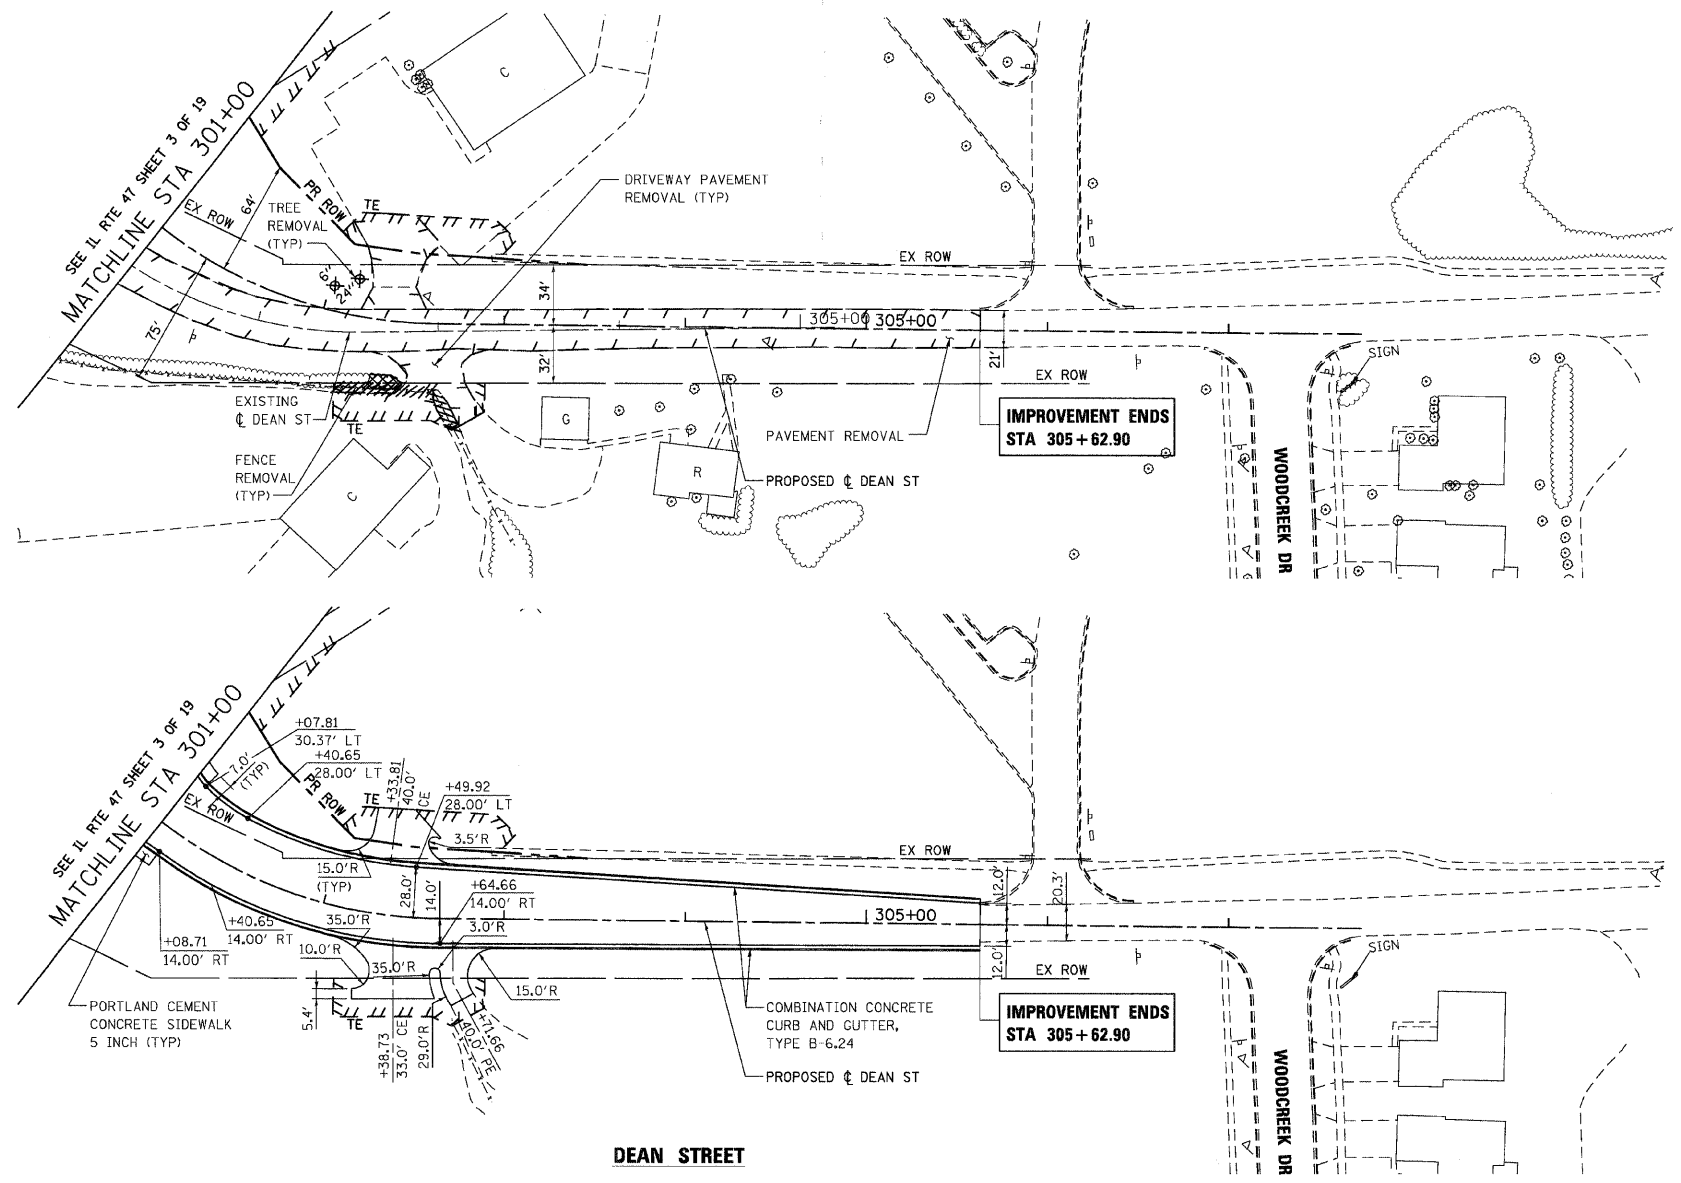 SEE IL RTE 47 SHEET 3 OF 19
MATCHLINE STA 301+00
EX ROW
64'
PR ROW
TREE
REMOVAL
(TYP)
TE
6"
24"
75'
DRIVEWAY PAVEMENT
REMOVAL (TYP)
34'
32'
EX ROW
305+00
305+00
21'
EX ROW
SIGN
EXISTING
℄ DEAN ST
TE
FENCE
REMOVAL
(TYP)
C
C
G
R
PAVEMENT REMOVAL
PROPOSED ℄ DEAN ST
IMPROVEMENT ENDS
STA 305+62.90
WOODCREEK DR
SEE IL RTE 47 SHEET 3 OF 19
MATCHLINE STA 301+00
+07.81
30.37' LT
+40.65
28.00' LT
7.0'
(TYP)
EX ROW
PR ROW
TE
+33.81
40.0' CE
+49.92
28.00' LT
3.5'R
15.0'R
(TYP)
28.0'
14.0'
+64.66
14.00' RT
3.0'R
35.0'R
+40.65
14.00' RT
+08.71
14.00' RT
10.0'R
35.0'R
15.0'R
5.4'
TE
+38.73
33.0' CE
29.0'R
+71.66
40.0' PE
PORTLAND CEMENT
CONCRETE SIDEWALK
5 INCH (TYP)
EX ROW
305+00
12.0'
20.3'
12.0'
EX ROW
SIGN
COMBINATION CONCRETE
CURB AND GUTTER,
TYPE B-6.24
PROPOSED ℄ DEAN ST
IMPROVEMENT ENDS
STA 305+62.90
WOODCREEK DR
DEAN STREET